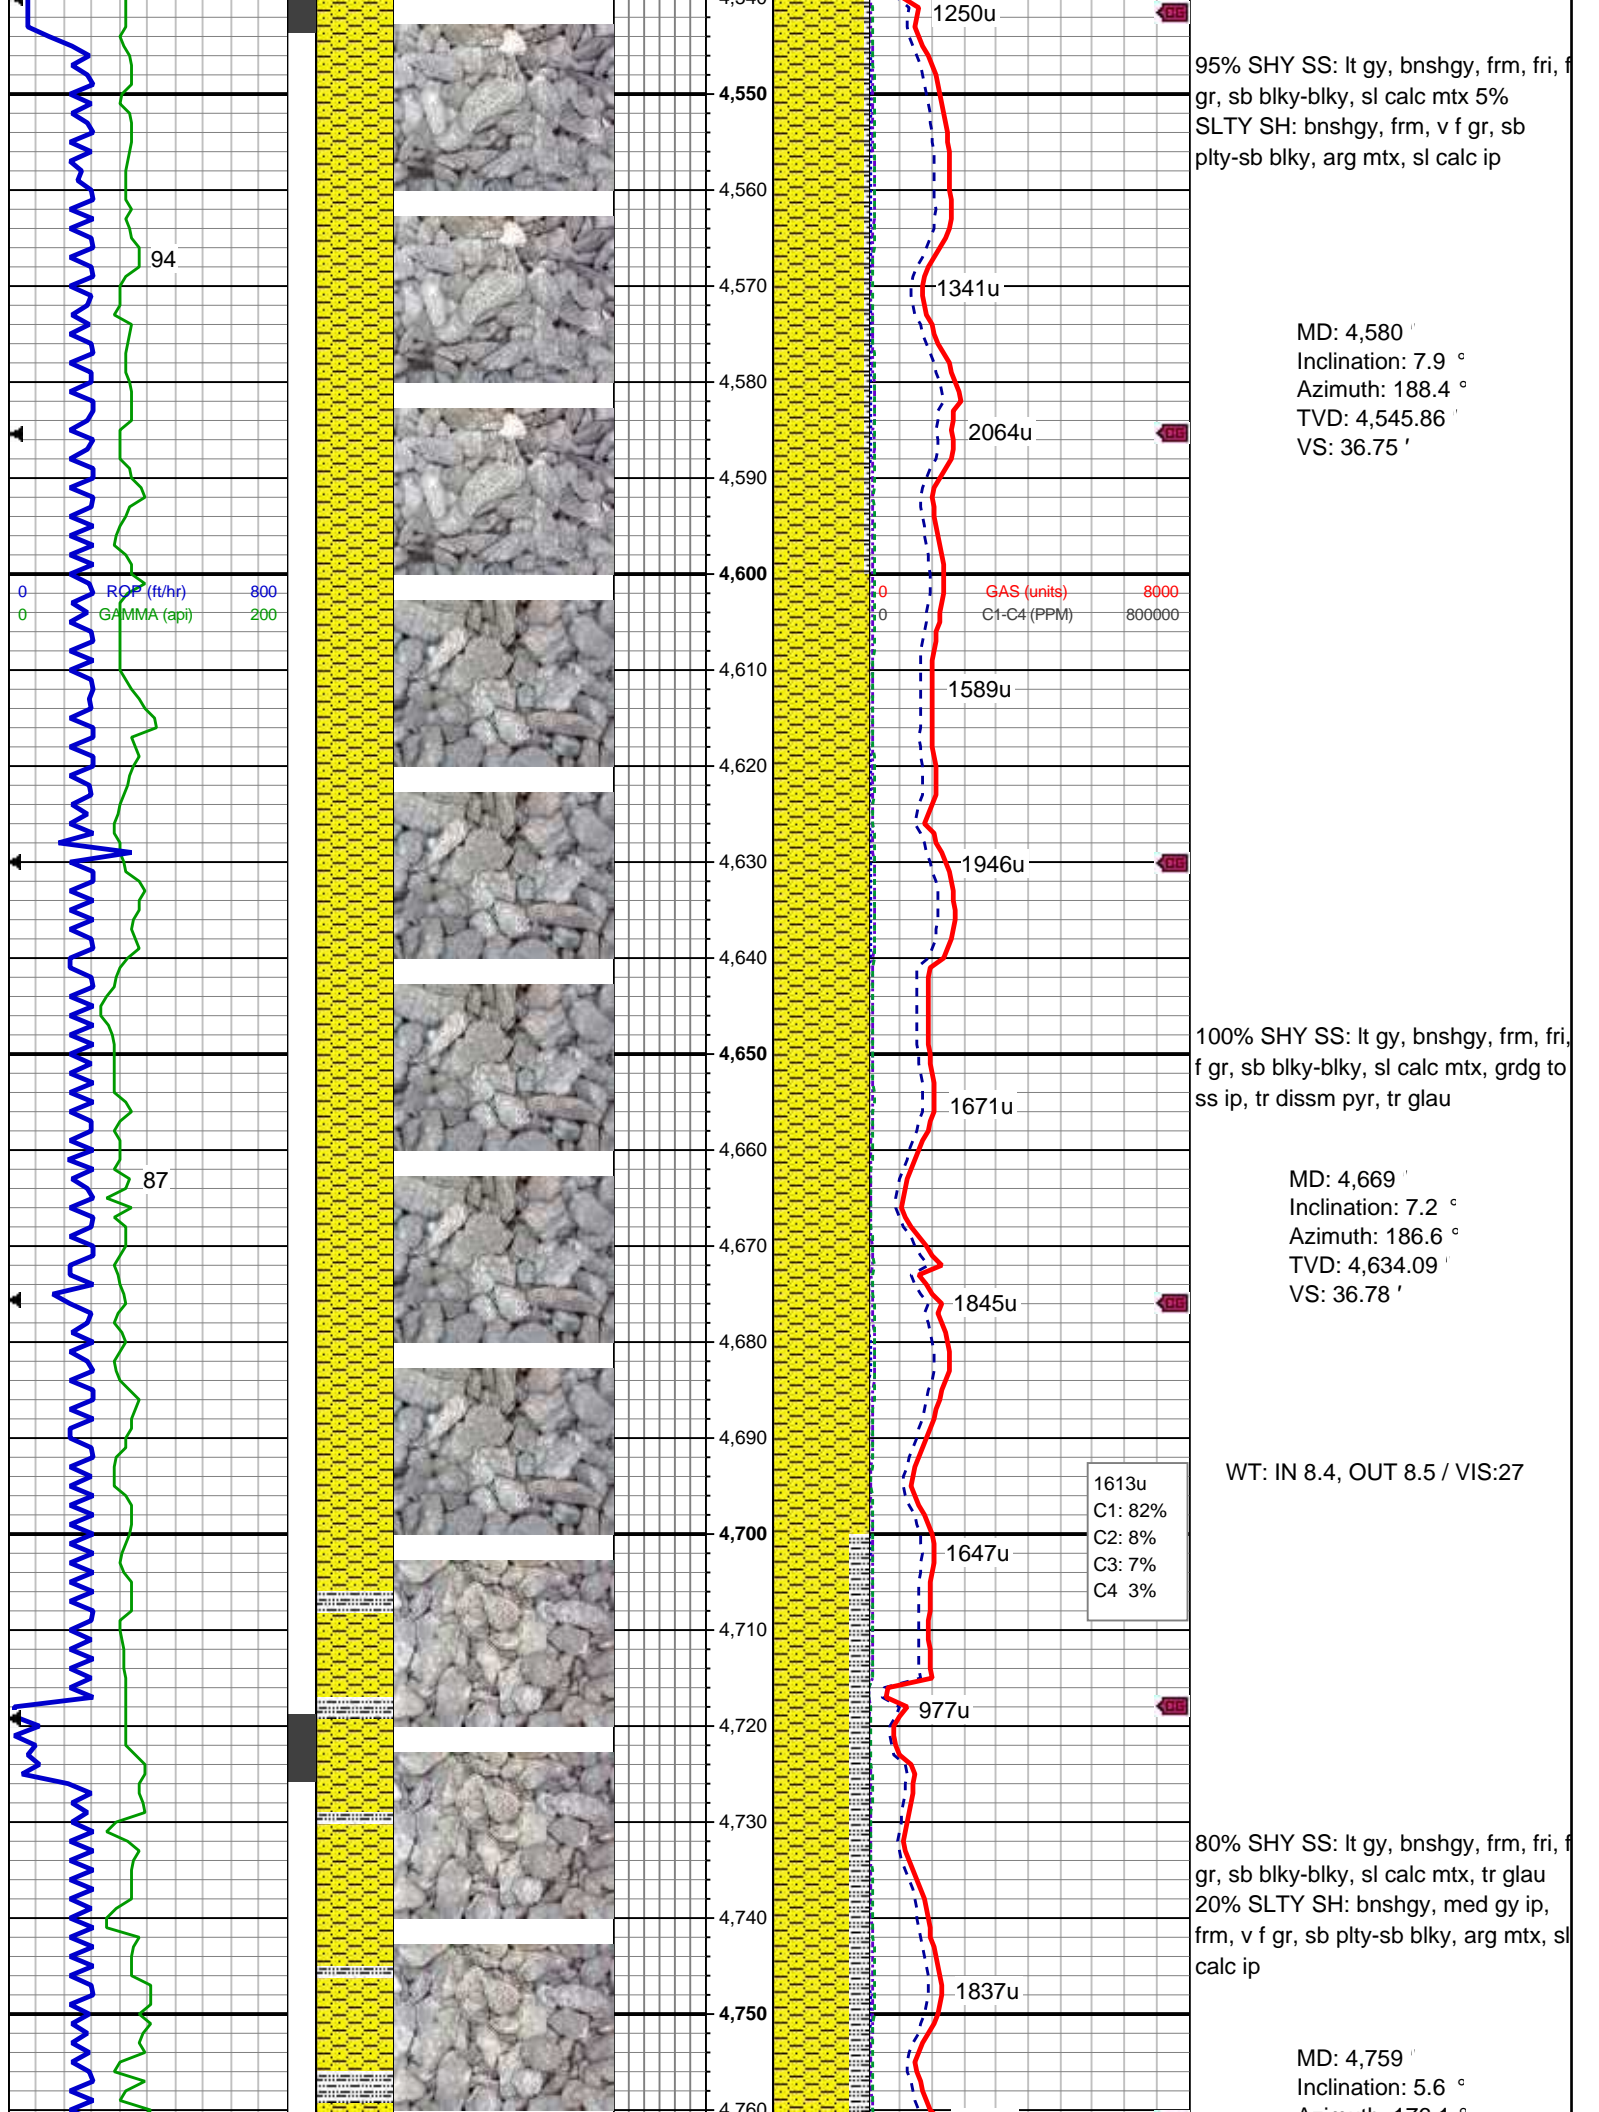 1250u
95% SHY SS: lt gy, bnshgy, frm, fri, f
gr, sb blky-blky, sl calc mtx 5%
SLTY SH: bnshgy, frm, v f gr, sb
plty-sb blky, arg mtx, sl calc ip
4,550
4,560
94
4,570
1341u
MD: 4,580 '
Inclination: 7.9 °
Azimuth: 188.4 °
TVD: 4,545.86 '
VS: 36.75 '
4,580
2064u
OG
4,590
4,600
0 ROP (ft/hr) 800
0 GAMMA (api) 200
0 GAS (units) 8000
0 C1-C4 (PPM) 800000
4,610
1589u
4,620
4,630
1946u
OG
4,640
100% SHY SS: lt gy, bnshgy, frm, fri,
f gr, sb blky-blky, sl calc mtx, grdg to
ss ip, tr dissm pyr, tr glau
4,650
1671u
4,660
87
MD: 4,669 '
Inclination: 7.2 °
Azimuth: 186.6 °
TVD: 4,634.09 '
VS: 36.78 '
4,670
1845u
OG
4,680
4,690
WT: IN 8.4, OUT 8.5 / VIS:27
1613u
C1: 82%
C2: 8%
C3: 7%
C4 3%
4,700
1647u
4,710
977u
OG
4,720
4,730
80% SHY SS: lt gy, bnshgy, frm, fri, f
gr, sb blky-blky, sl calc mtx, tr glau
20% SLTY SH: bnshgy, med gy ip,
frm, v f gr, sb plty-sb blky, arg mtx, sl
calc ip
4,740
1837u
4,750
MD: 4,759 '
Inclination: 5.6 °
4,760